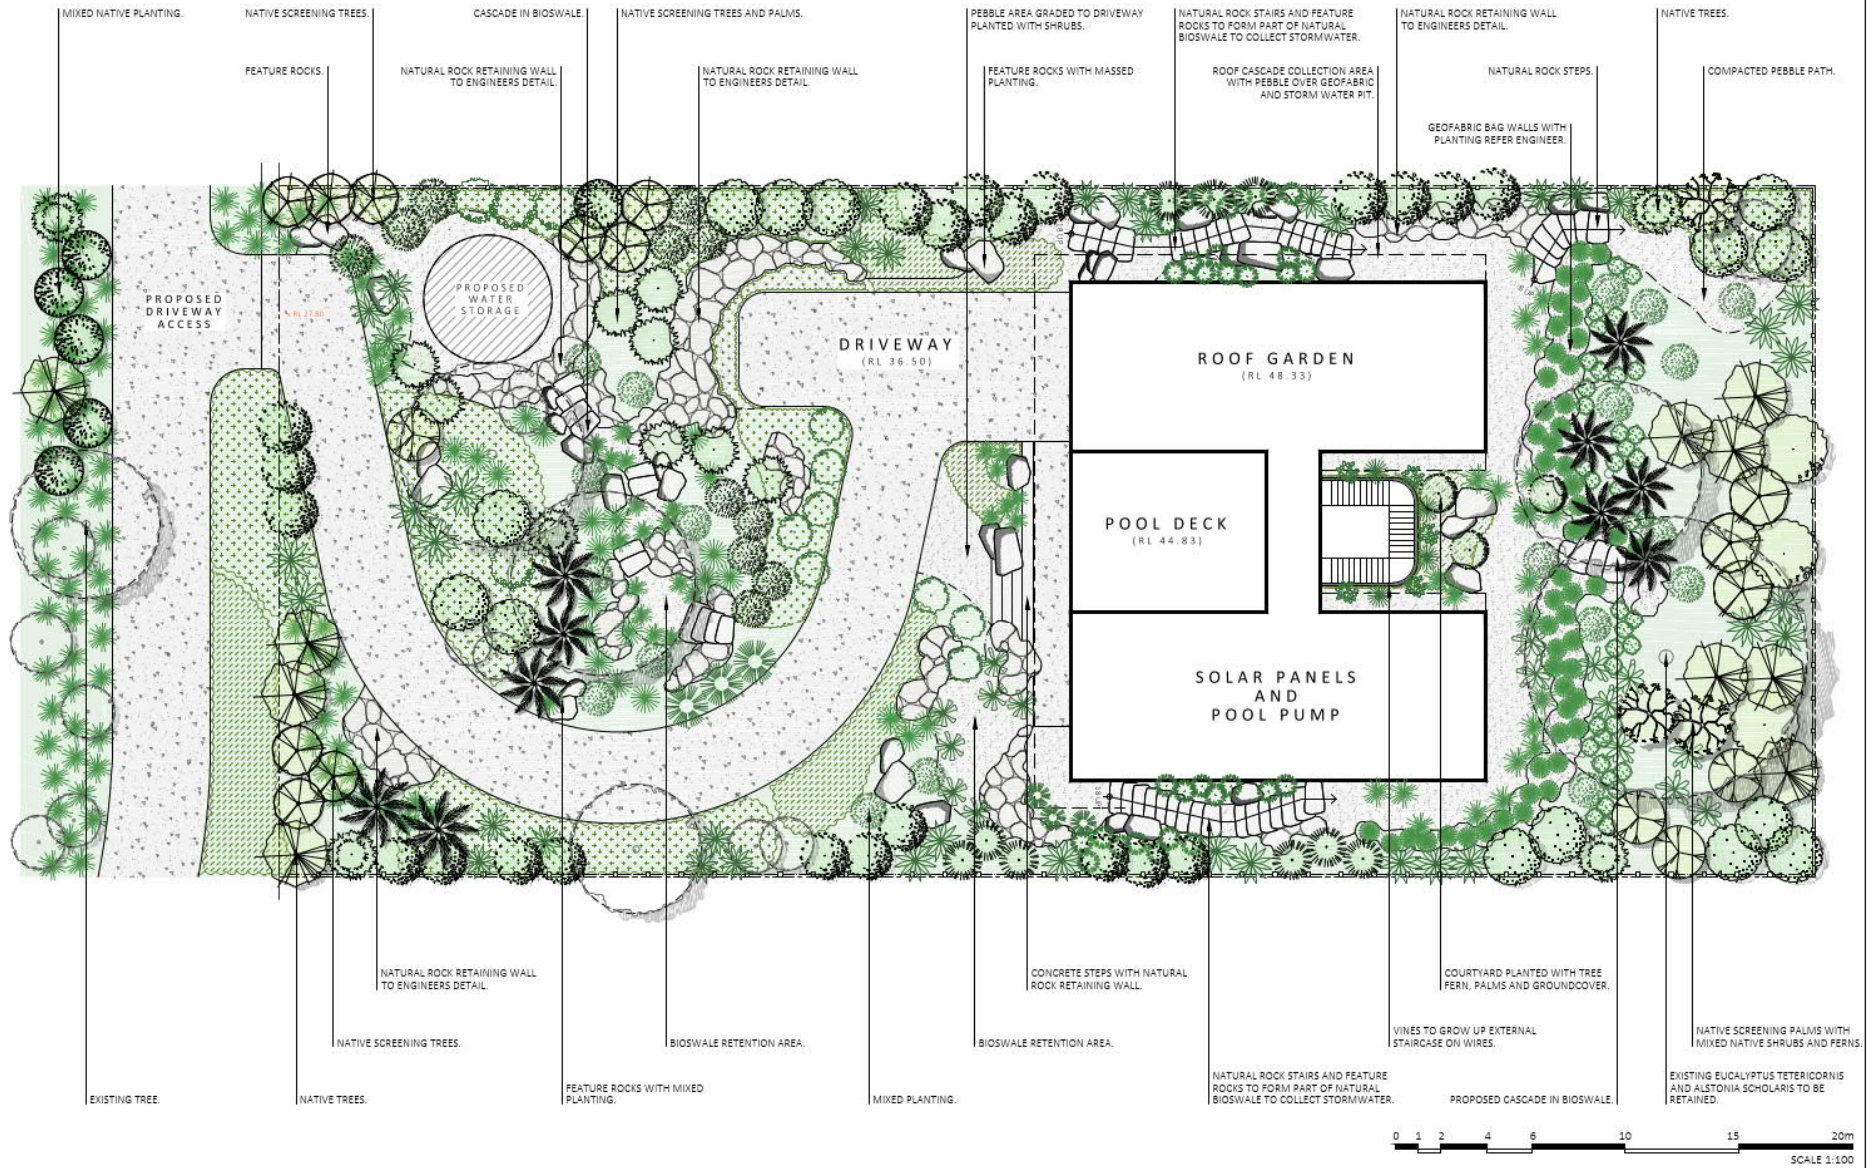 MIXED NATIVE PLANTING.
NATIVE SCREENING TREES.
CASCADE IN BIOSWALE.
NATIVE SCREENING TREES AND PALMS.
PEBBLE AREA GRADED TO DRIVEWAY
PLANTED WITH SHRUBS.
NATURAL ROCK STAIRS AND FEATURE
ROCKS TO FORM PART OF NATURAL
BIOSWALE TO COLLECT STORMWATER.
NATURAL ROCK RETAINING WALL
TO ENGINEERS DETAIL.
NATIVE TREES.
FEATURE ROCKS.
NATURAL ROCK RETAINING WALL
TO ENGINEERS DETAIL.
NATURAL ROCK RETAINING WALL
TO ENGINEERS DETAIL.
FEATURE ROCKS WITH MASSED
PLANTING.
ROOF CASCADE COLLECTION AREA
WITH PEBBLE OVER GEOFABRIC
AND STORM WATER PIT.
NATURAL ROCK STEPS.
COMPACTED PEBBLE PATH.
GEOFABRIC BAG WALLS WITH
PLANTING REFER ENGINEER.
PROPOSED
DRIVEWAY
ACCESS
RL 27.80
PROPOSED
WATER
STORAGE
DRIVEWAY
(RL 36.50)
ROOF GARDEN
(RL 48.33)
POOL DECK
(RL 44.83)
SOLAR PANELS
AND
POOL PUMP
NATURAL ROCK RETAINING WALL
TO ENGINEERS DETAIL.
CONCRETE STEPS WITH NATURAL
ROCK RETAINING WALL.
COURTYARD PLANTED WITH TREE
FERN, PALMS AND GROUNDCOVER.
NATIVE SCREENING TREES.
BIOSWALE RETENTION AREA.
BIOSWALE RETENTION AREA.
VINES TO GROW UP EXTERNAL
STAIRCASE ON WIRES.
NATIVE SCREENING PALMS WITH
MIXED NATIVE SHRUBS AND FERNS.
EXISTING TREE.
NATIVE TREES.
FEATURE ROCKS WITH MIXED
PLANTING.
MIXED PLANTING.
NATURAL ROCK STAIRS AND FEATURE
ROCKS TO FORM PART OF NATURAL
BIOSWALE TO COLLECT STORMWATER.
PROPOSED CASCADE IN BIOSWALE.
EXISTING EUCALYPTUS TETERICORNIS
AND ALSTONIA SCHOLARIS TO BE
RETAINED.
0 1 2 4 6 10 15 20m
SCALE 1:100